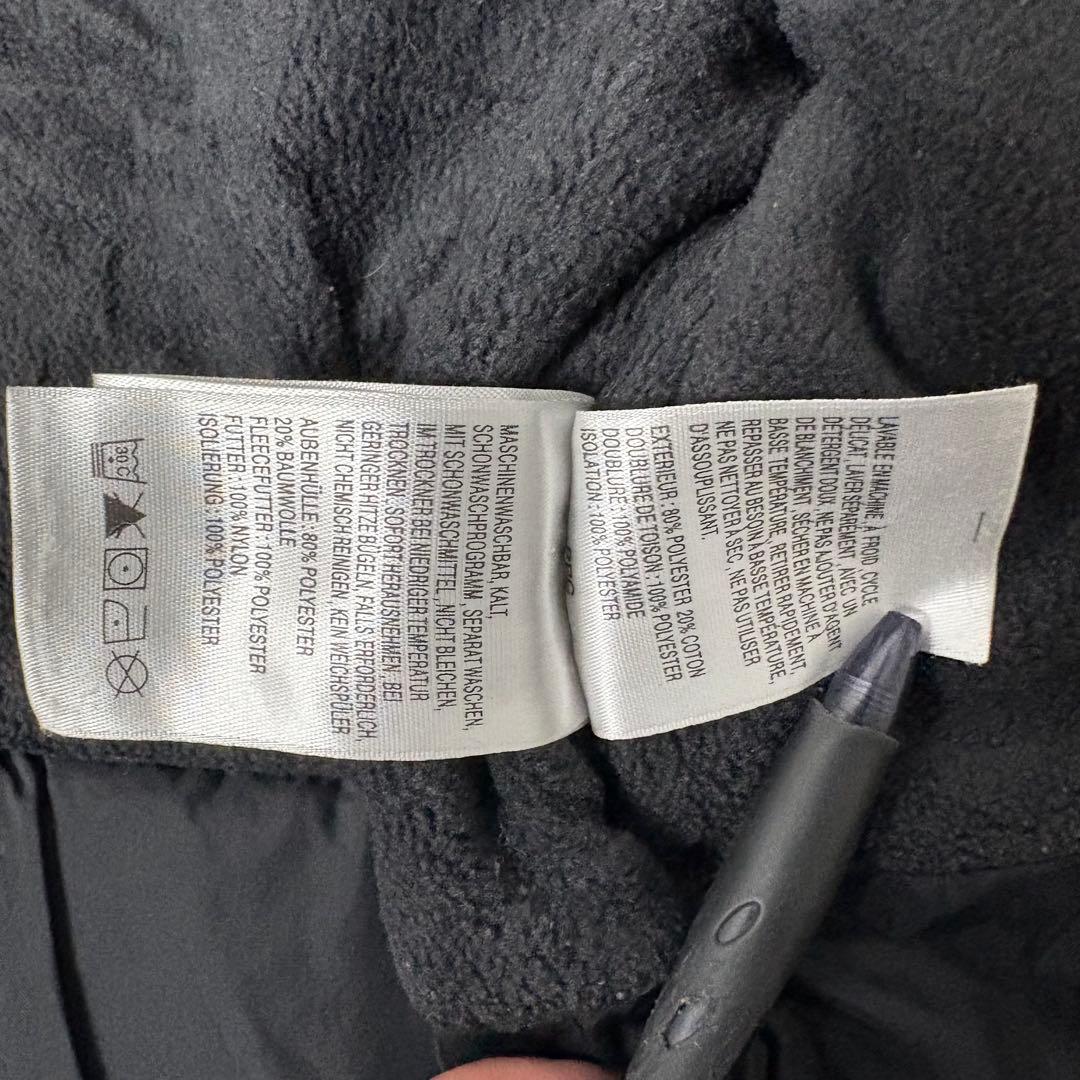 LAVABLE EN MACHINE, À FROID CYCLE
DÉLICAT, LAVER SÉPARÉMENT, AVEC UN
DÉTERGENT DOUX. NE PAS AJOUTER D'AGENT
DE BLANCHIMENT, SÉCHER EN MACHINE À
BASSE TEMPÉRATURE, RETIRER RAPIDEMENT,
REPASSER AU BESOIN À BASSE TEMPÉRATURE,
NE PAS NETTOYER À SEC, NE PAS UTILISER
D'ASSOUPLISSANT.
EXTERIEUR : 80% POLYESTER 20% COTON
DOUBLURE DE TOISON : 100% POLYESTER
DOUBLURE : 100% POLYAMIDE
ISOLATION : 100% POLYESTER
MASCHINENWASCHBAR, KALT,
SCHONWASCHPROGRAMM, SEPARAT WASCHEN,
MIT SCHONWASCHMITTEL, NICHT BLEICHEN,
IM TROCKNER BEI NIEDRIGER TEMPERATUR
TROCKNEN, SOFORT HERAUSNEHMEN, BEI
GERINGER HITZE BÜGELN, FALLS ERFORDERLICH,
NICHT CHEMISCH REINIGEN, KEIN WEICHSPÜLER
AUßENHÜLLE 80% POLYESTER
20% BAUMWOLLE
FLEECEFUTTER: 100% POLYESTER
FUTTER : 100% NYLON
ISOLIERUNG: 100% POLYESTER
30C